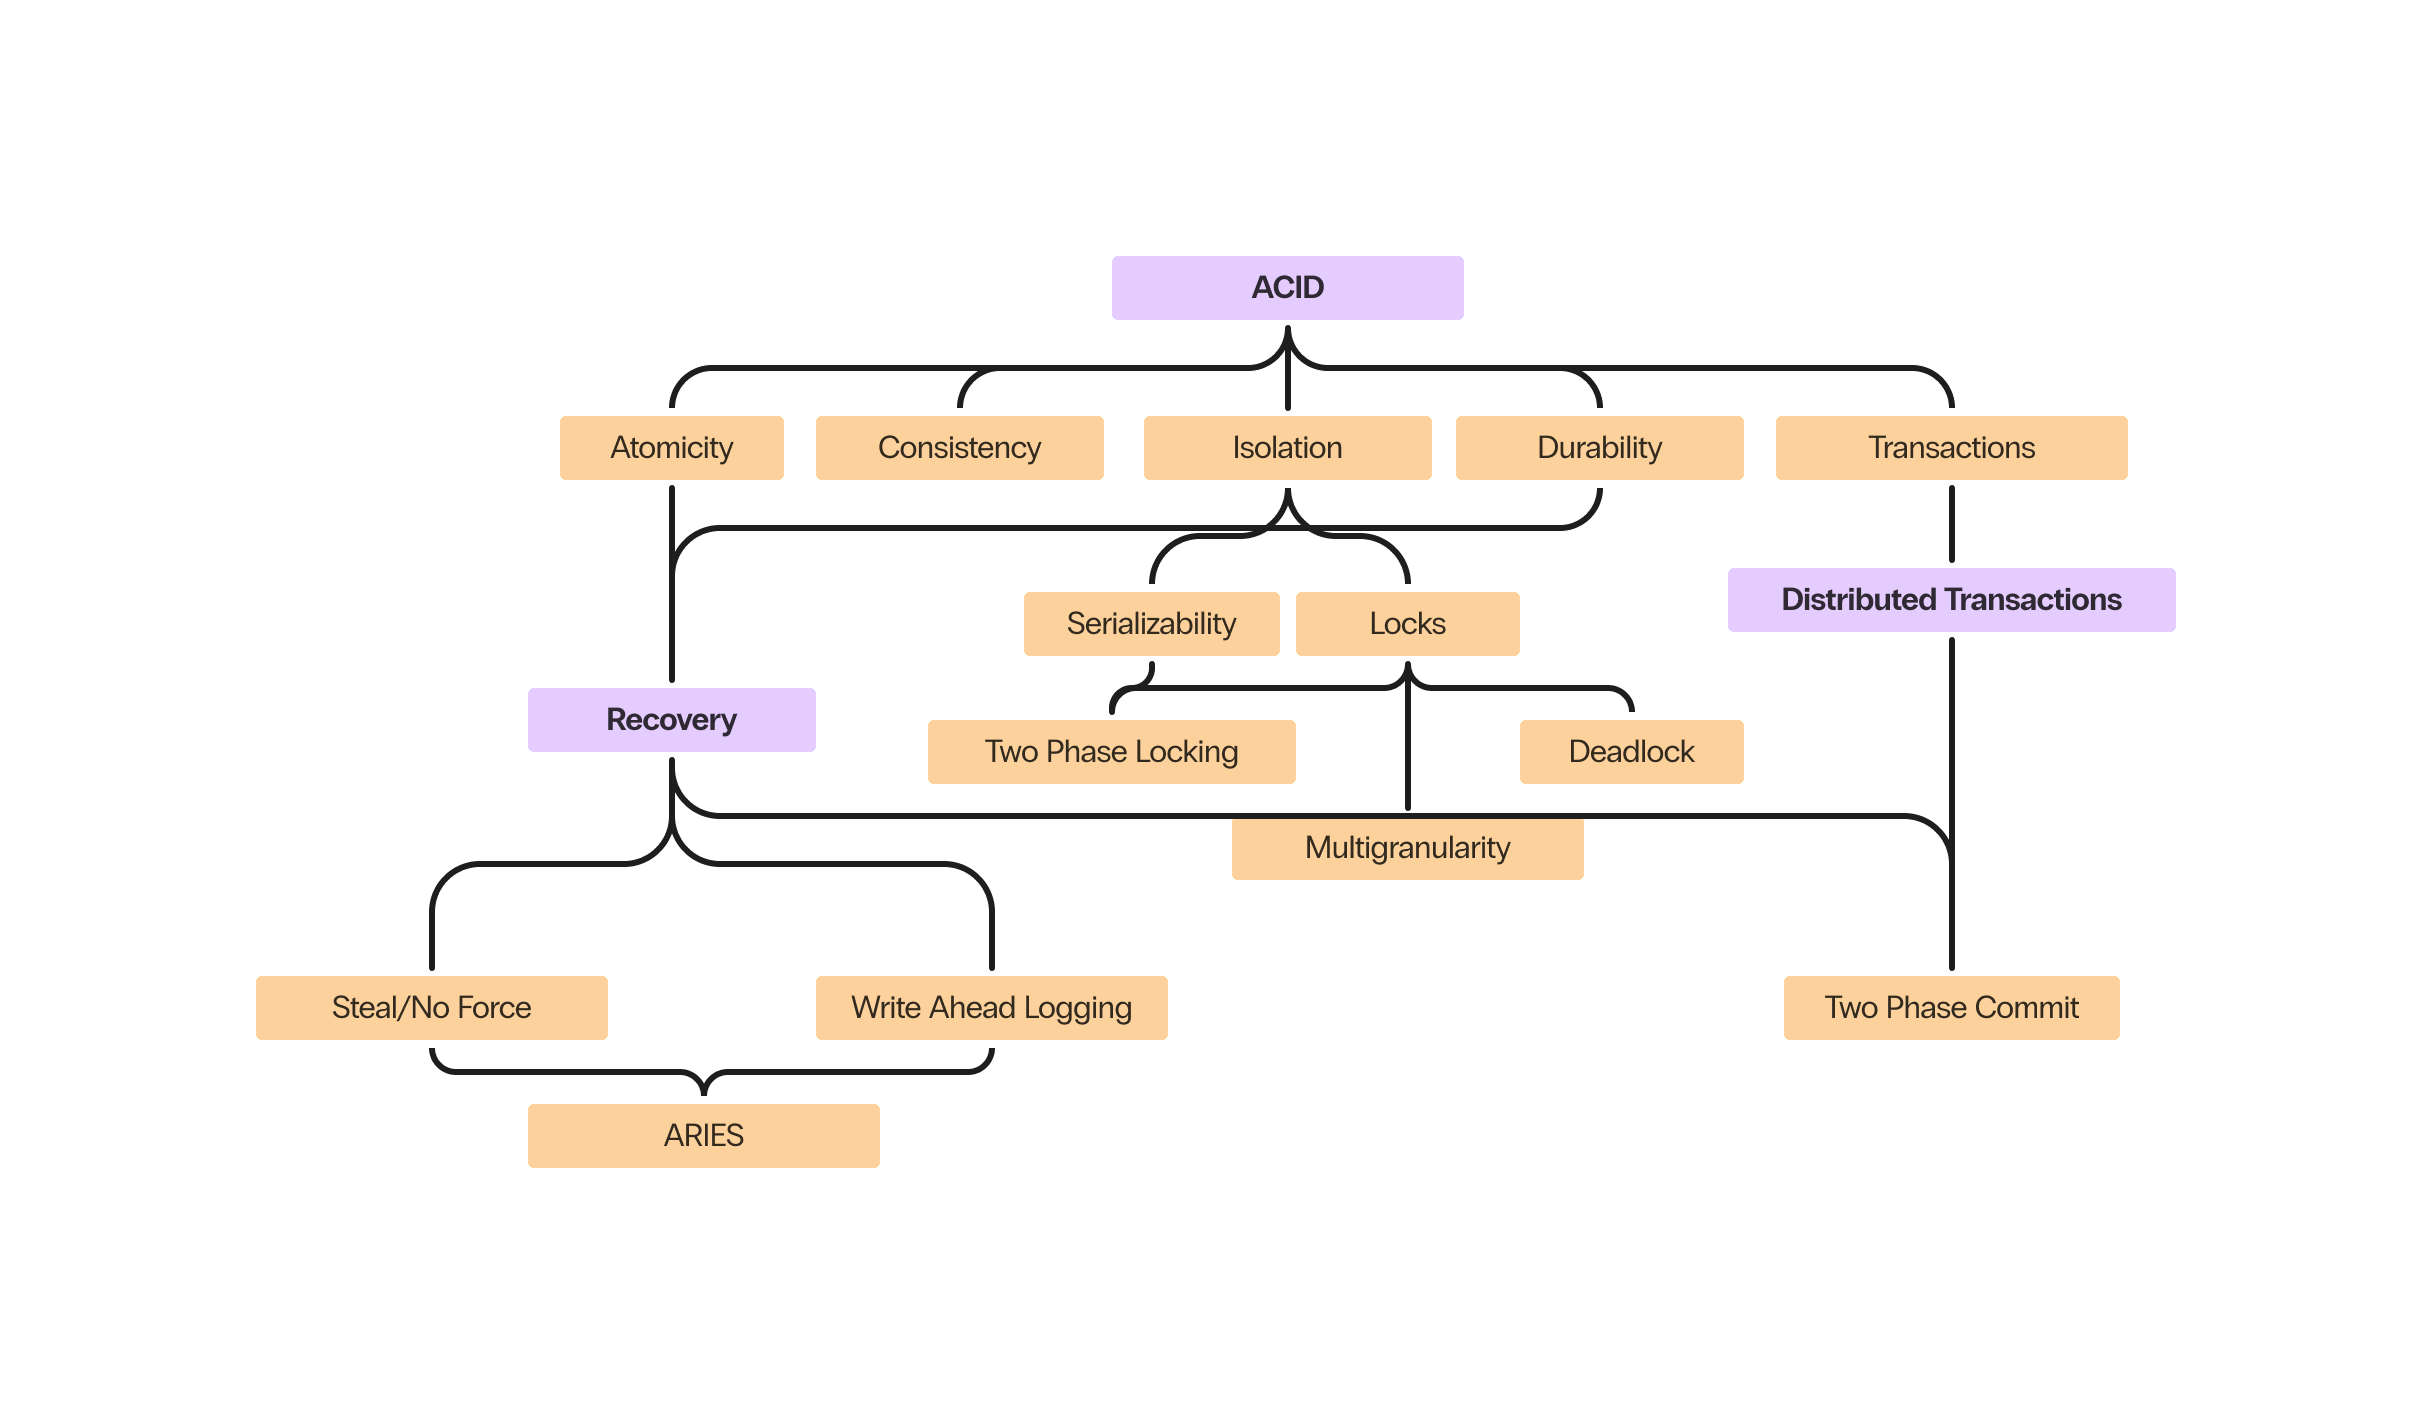 ACID
Atomicity
Consistency
Isolation
Durability
Transactions
Distributed Transactions
Serializability
Locks
Recovery
Two Phase Locking
Deadlock
Multigranularity
Steal/No Force
Write Ahead Logging
Two Phase Commit
ARIES